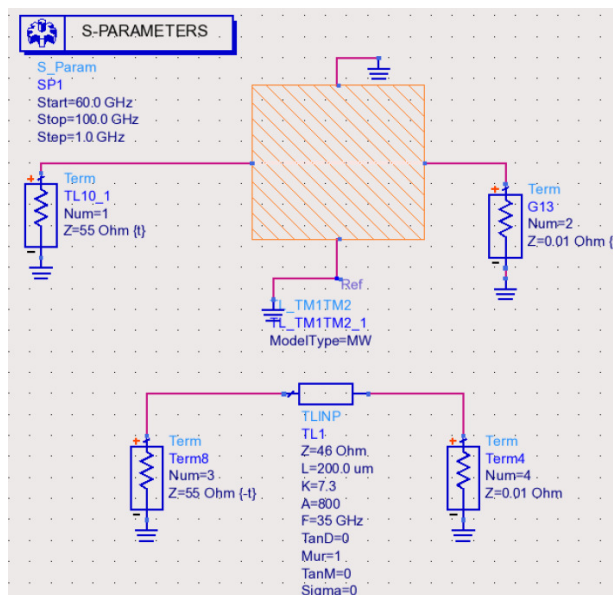 S-PARAMETERS
S_Param
SP1
Start=60.0 GHz
Stop=100.0 GHz
Step=1.0 GHz
+
Term
TL10_1
Num=1
Z=55 Ohm {t}
-
+
Term
G13
Num=2
Z=0.01 Ohm {
-
Ref
TL_TM1TM2
TL_TM1TM2_1
ModelType=MW
+
Term
Term8
Num=3
Z=55 Ohm {-t}
-
TLINP
TL1
Z=46 Ohm
L=200.0 um
K=7.3
A=800
F=35 GHz
TanD=0
Mur=1
TanM=0
Sigma=0
+
Term
Term4
Num=4
Z=0.01 Ohm
-